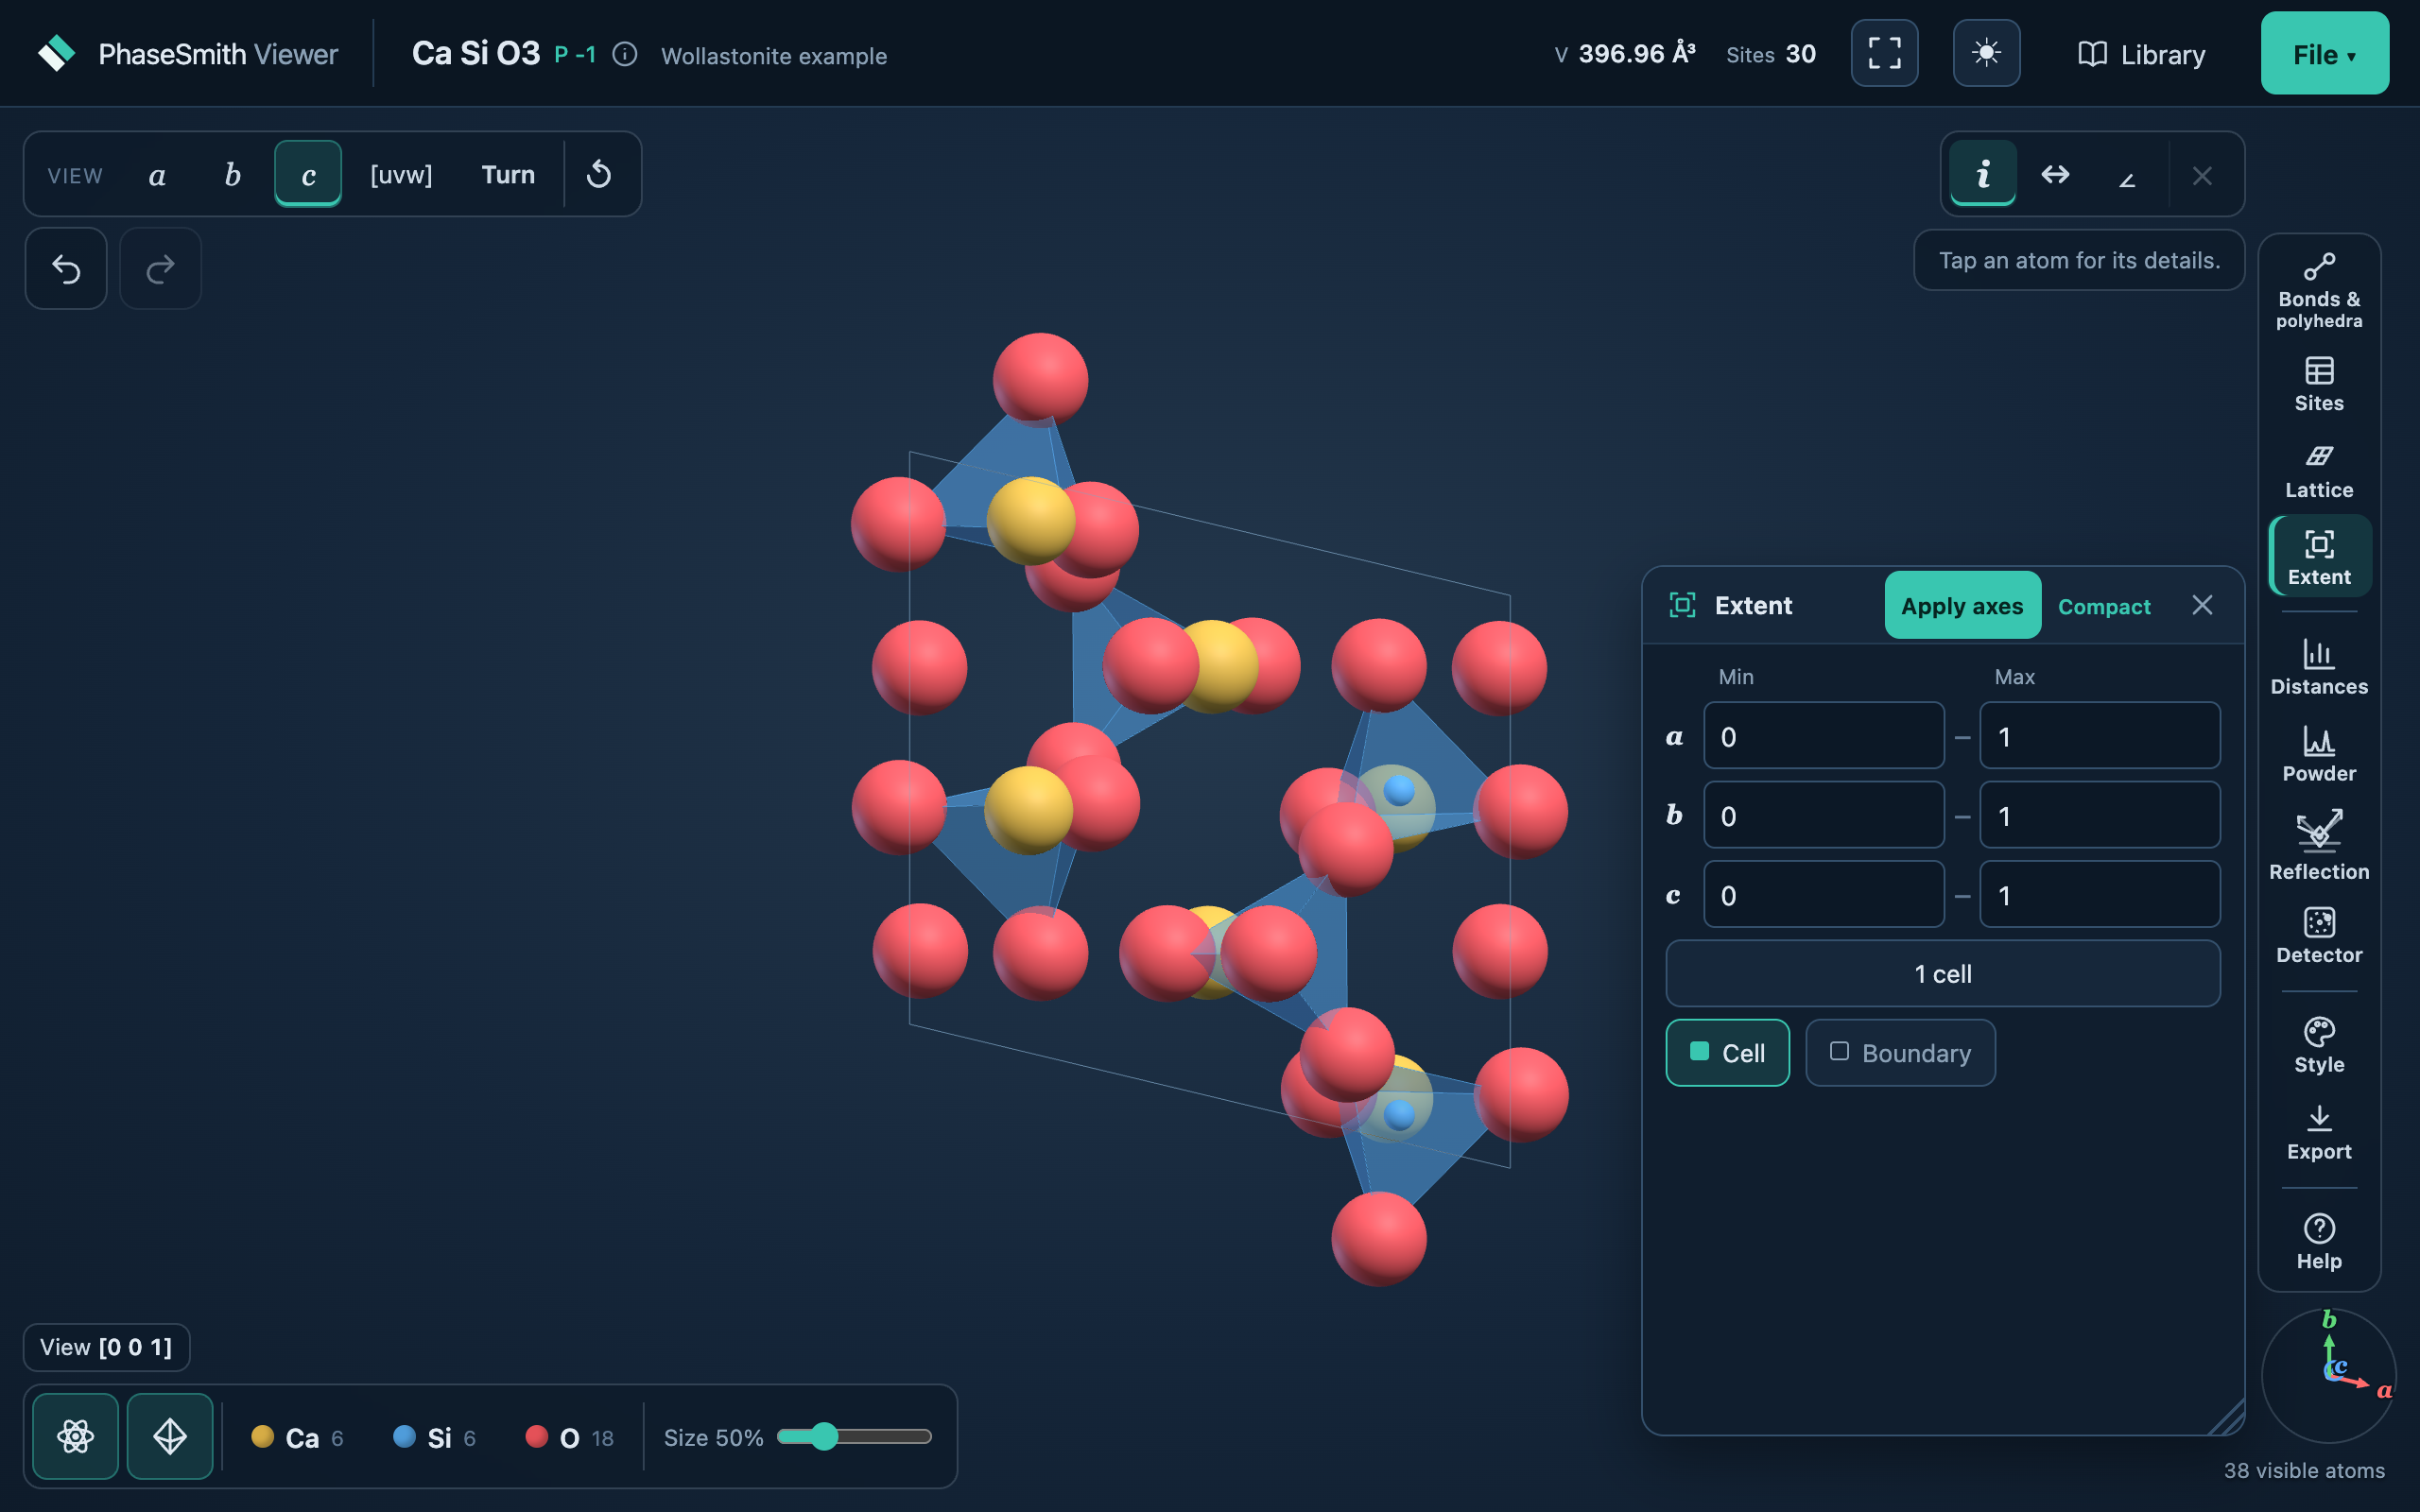 PhaseSmith Viewer
Ca Si O3 P -1 Wollastonite example
V 396.96 Å³ Sites 30
Library
File ▾
VIEW a b c [uvw] Turn
i
Tap an atom for its details.
Bonds &
polyhedra
Sites
Lattice
Extent
Distances
Powder
Reflection
Detector
Style
Export
Help
Extent Apply axes Compact
Min Max
a 0 – 1
b 0 – 1
c 0 – 1
1 cell
Cell Boundary
View [0 0 1]
Ca 6 Si 6 O 18 Size 50%
b
c
a
38 visible atoms